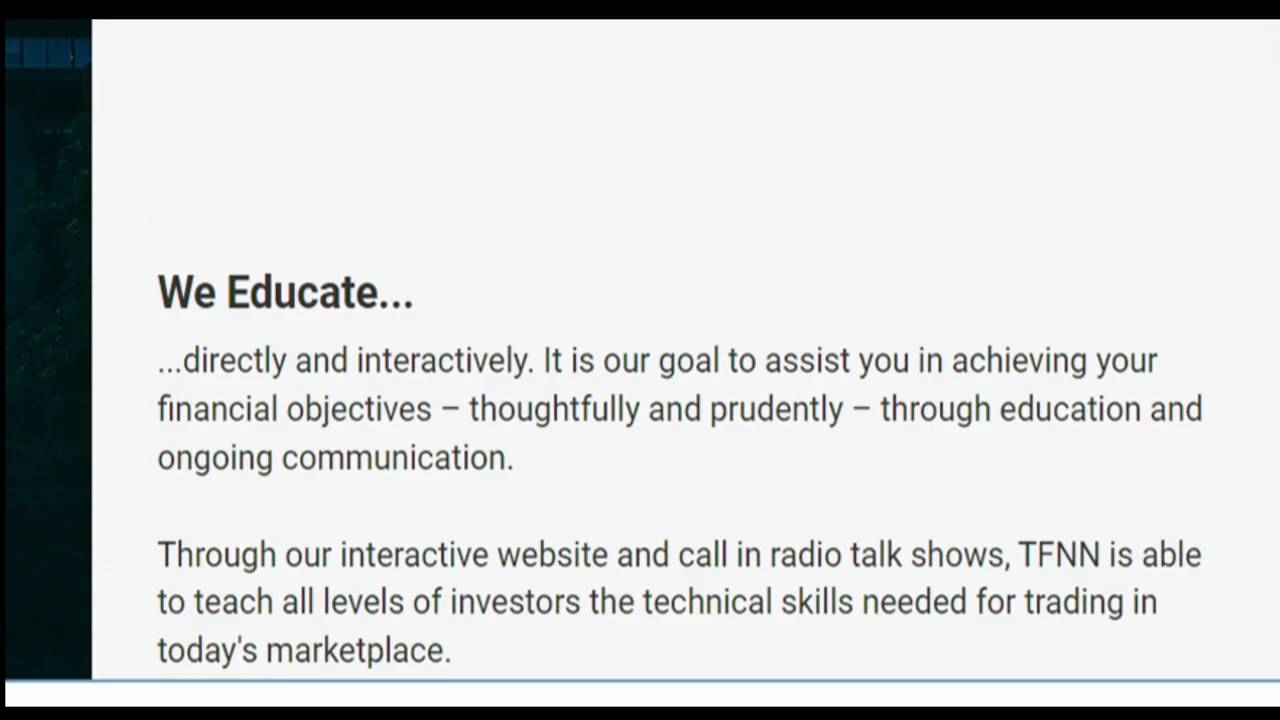 We Educate...
...directly and interactively. It is our goal to assist you in achieving your
financial objectives – thoughtfully and prudently – through education and
ongoing communication.
Through our interactive website and call in radio talk shows, TFNN is able
to teach all levels of investors the technical skills needed for trading in
today's marketplace.